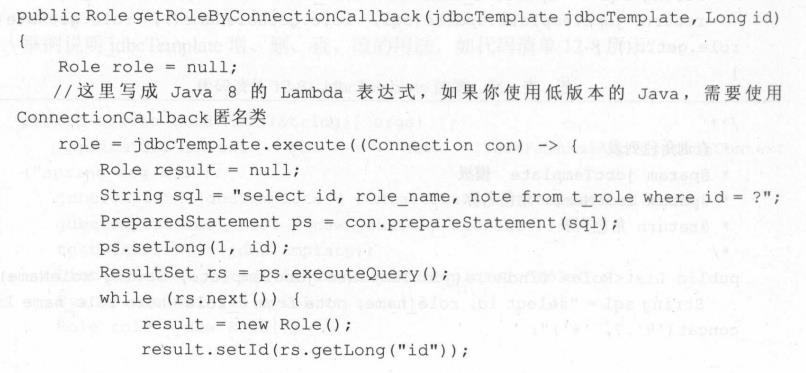 public Role getRoleByConnectionCallback(jdbcTemplate jdbcTemplate, Long id)
{
    Role role = null;
    //这里写成 Java 8 的 Lambda 表达式，如果你使用低版本的 Java，需要使用
ConnectionCallback 匿名类
    role = jdbcTemplate.execute((Connection con) -> {
        Role result = null;
        String sql = "select id, role_name, note from t_role where id = ?";
        PreparedStatement ps = con.prepareStatement(sql);
        ps.setLong(1, id);
        ResultSet rs = ps.executeQuery();
        while (rs.next()) {
            result = new Role();
            result.setId(rs.getLong("id"));